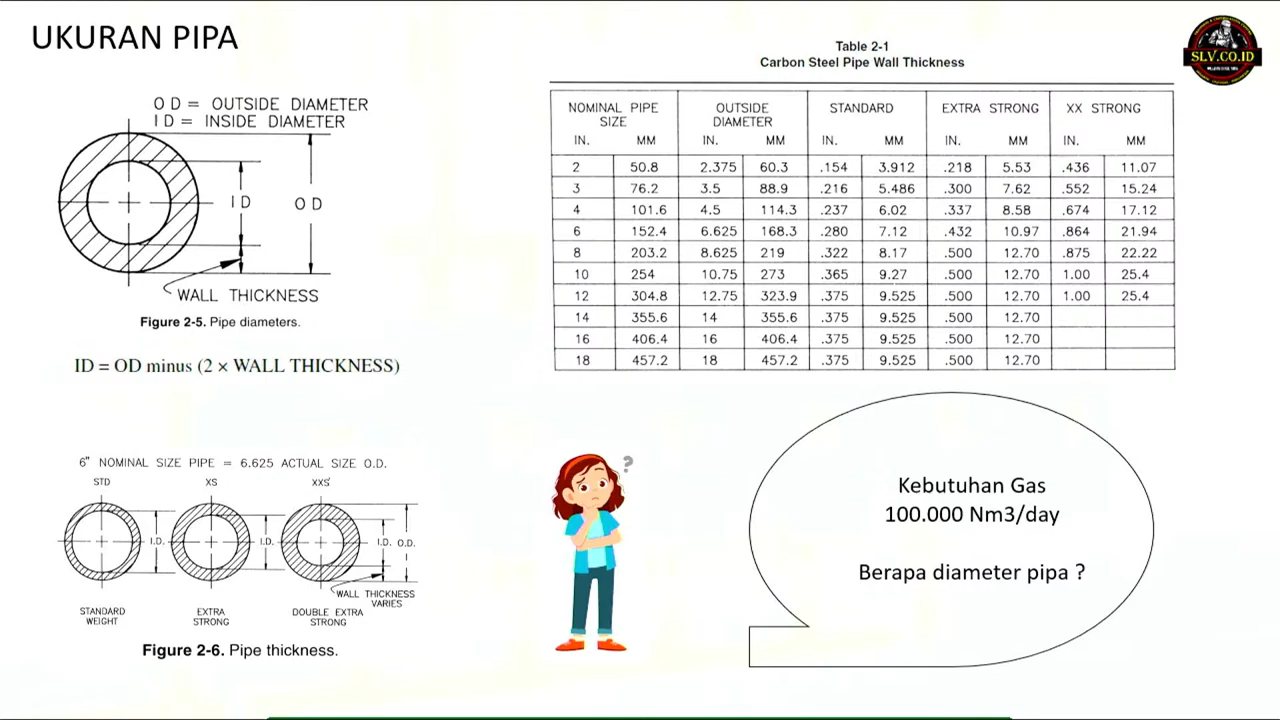 UKURAN PIPA
SLV.CO.ID
O D = OUTSIDE DIAMETER
I D = INSIDE DIAMETER
I D
O D
WALL THICKNESS
Figure 2-5. Pipe diameters.
ID = OD minus (2 × WALL THICKNESS)
6" NOMINAL SIZE PIPE = 6.625 ACTUAL SIZE O.D.
STD XS XXS
I.D. I.D. I.D. O.D.
WALL THICKNESS
VARIES
STANDARD
WEIGHT
EXTRA
STRONG
DOUBLE EXTRA
STRONG
Figure 2-6. Pipe thickness.
Table 2-1
Carbon Steel Pipe Wall Thickness
NOMINAL PIPE
SIZE
OUTSIDE
DIAMETER
STANDARD
EXTRA STRONG
XX STRONG
IN. MM IN. MM IN. MM IN. MM IN. MM
2 50.8 2.375 60.3 .154 3.912 .218 5.53 .436 11.07
3 76.2 3.5 88.9 .216 5.486 .300 7.62 .552 15.24
4 101.6 4.5 114.3 .237 6.02 .337 8.58 .674 17.12
6 152.4 6.625 168.3 .280 7.12 .432 10.97 .864 21.94
8 203.2 8.625 219 .322 8.17 .500 12.70 .875 22.22
10 254 10.75 273 .365 9.27 .500 12.70 1.00 25.4
12 304.8 12.75 323.9 .375 9.525 .500 12.70 1.00 25.4
14 355.6 14 355.6 .375 9.525 .500 12.70
16 406.4 16 406.4 .375 9.525 .500 12.70
18 457.2 18 457.2 .375 9.525 .500 12.70
?
Kebutuhan Gas
100.000 Nm3/day
Berapa diameter pipa ?